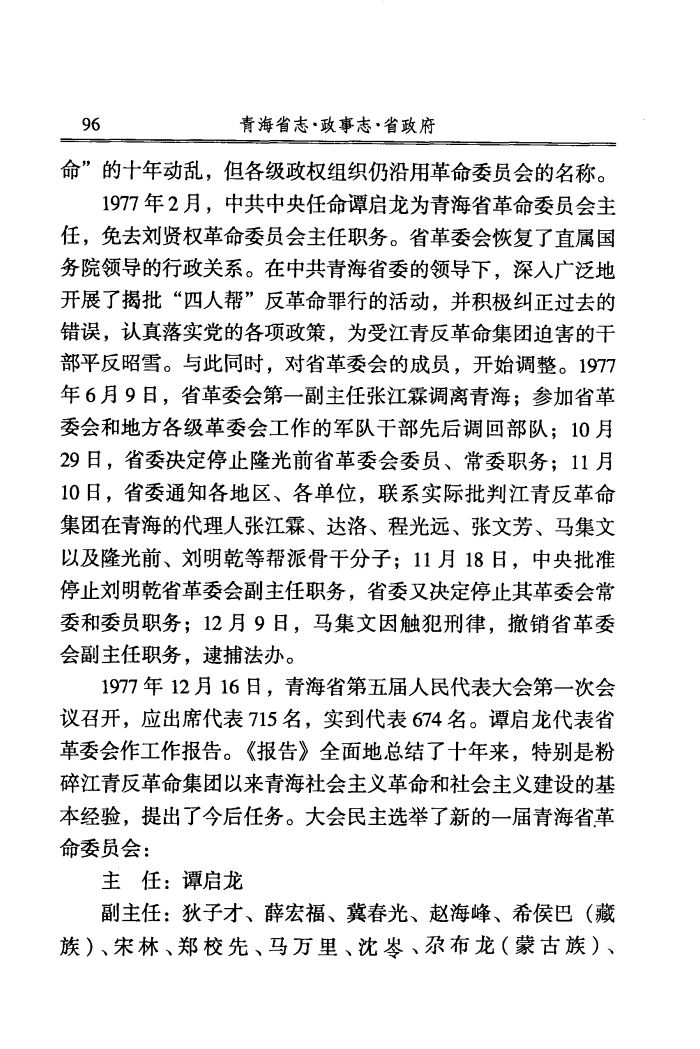 96 青海省志·政事志·省政府
命”的十年动乱，但各级政权组织仍沿用革命委员会的名称。
1977年2月，中共中央任命谭启龙为青海省革命委员会主
任，免去刘贤权革命委员会主任职务。省革委会恢复了直属国
务院领导的行政关系。在中共青海省委的领导下，深入广泛地
开展了揭批“四人帮”反革命罪行的活动，并积极纠正过去的
错误，认真落实党的各项政策，为受江青反革命集团迫害的干
部平反昭雪。与此同时，对省革委会的成员，开始调整。1977
年6月9日，省革委会第一副主任张江霖调离青海；参加省革
委会和地方各级革委会工作的军队干部先后调回部队；10月
29日，省委决定停止隆光前省革委会委员、常委职务；11月
10日，省委通知各地区、各单位，联系实际批判江青反革命
集团在青海的代理人张江霖、达洛、程光远、张文芳、马集文
以及隆光前、刘明乾等帮派骨干分子；11月18日，中央批准
停止刘明乾省革委会副主任职务，省委又决定停止其革委会常
委和委员职务；12月9日，马集文因触犯刑律，撤销省革委
会副主任职务，逮捕法办。
1977年12月16日，青海省第五届人民代表大会第一次会
议召开，应出席代表715名，实到代表674名。谭启龙代表省
革委会作工作报告。《报告》全面地总结了十年来，特别是粉
碎江青反革命集团以来青海社会主义革命和社会主义建设的基
本经验，提出了今后任务。大会民主选举了新的一届青海省革
命委员会：
主　任：谭启龙
副主任：狄子才、薛宏福、冀春光、赵海峰、希侯巴（藏
族）、宋林、郑校先、马万里、沈岺、尕布龙（蒙古族）、